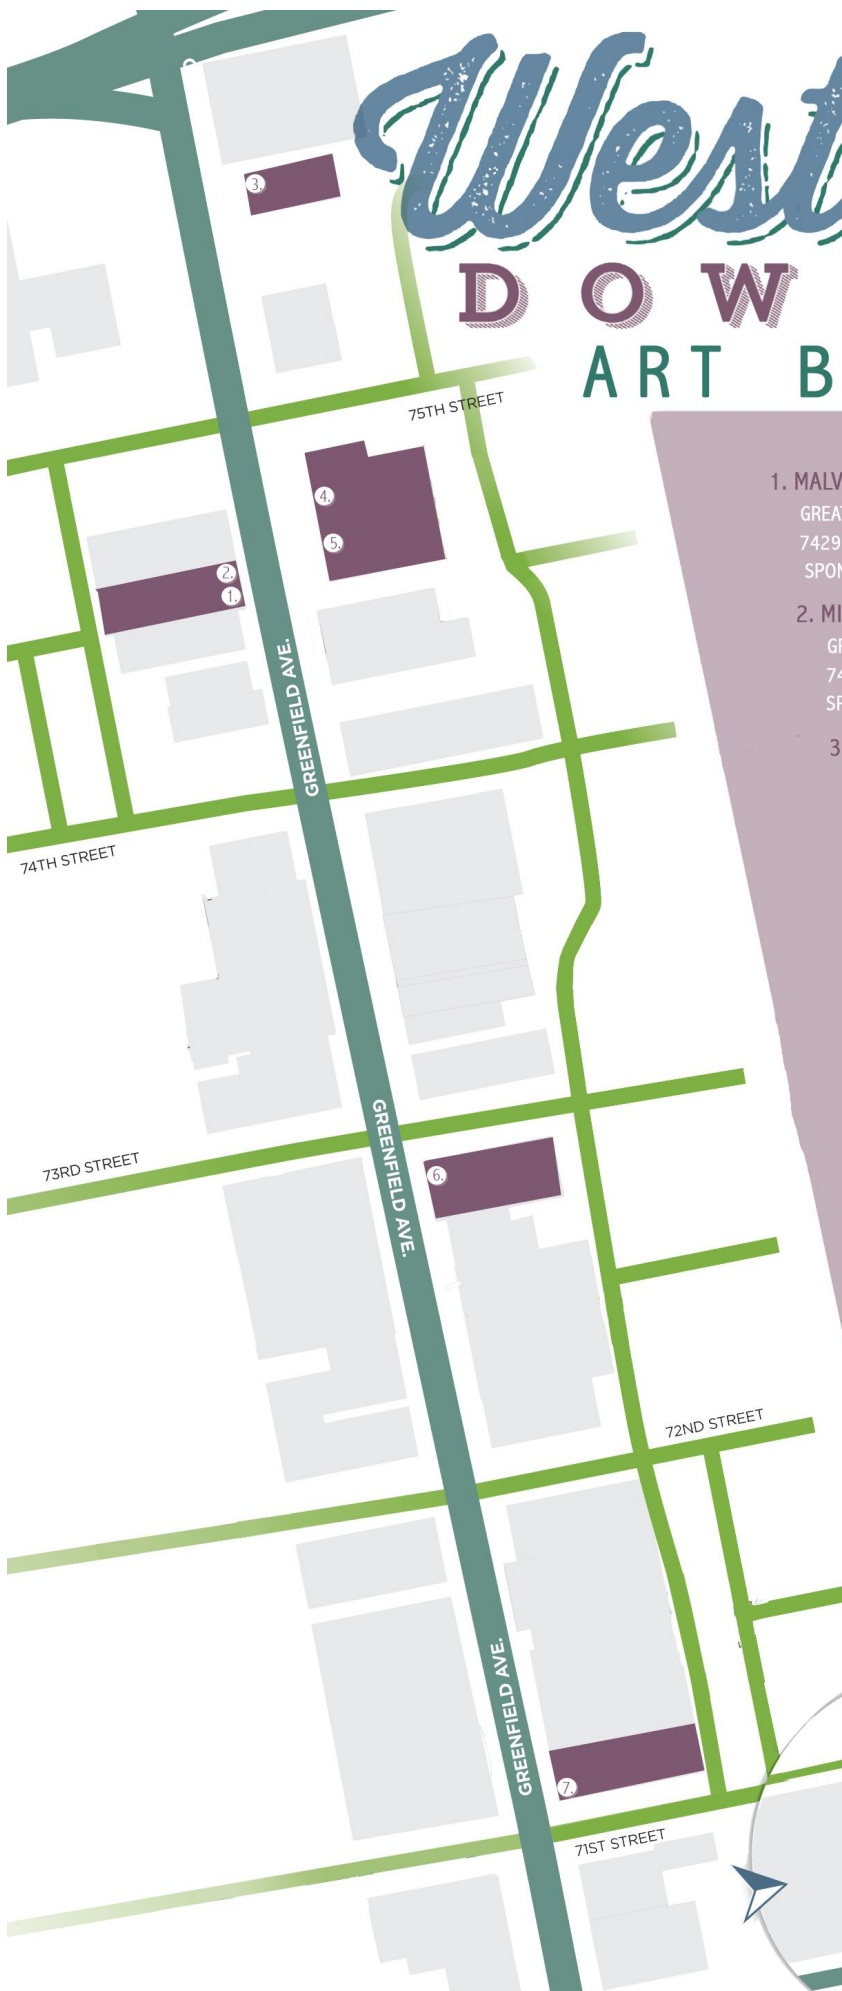 West
DOW
ART B
3.
75TH STREET
4.
5.
2.
1.
1. MALV
GREA
7429
SPON
2. MI
GR
74
SP
3
GREENFIELD AVE.
74TH STREET
GREENFIELD AVE.
73RD STREET
6.
72ND STREET
GREENFIELD AVE.
7.
71ST STREET